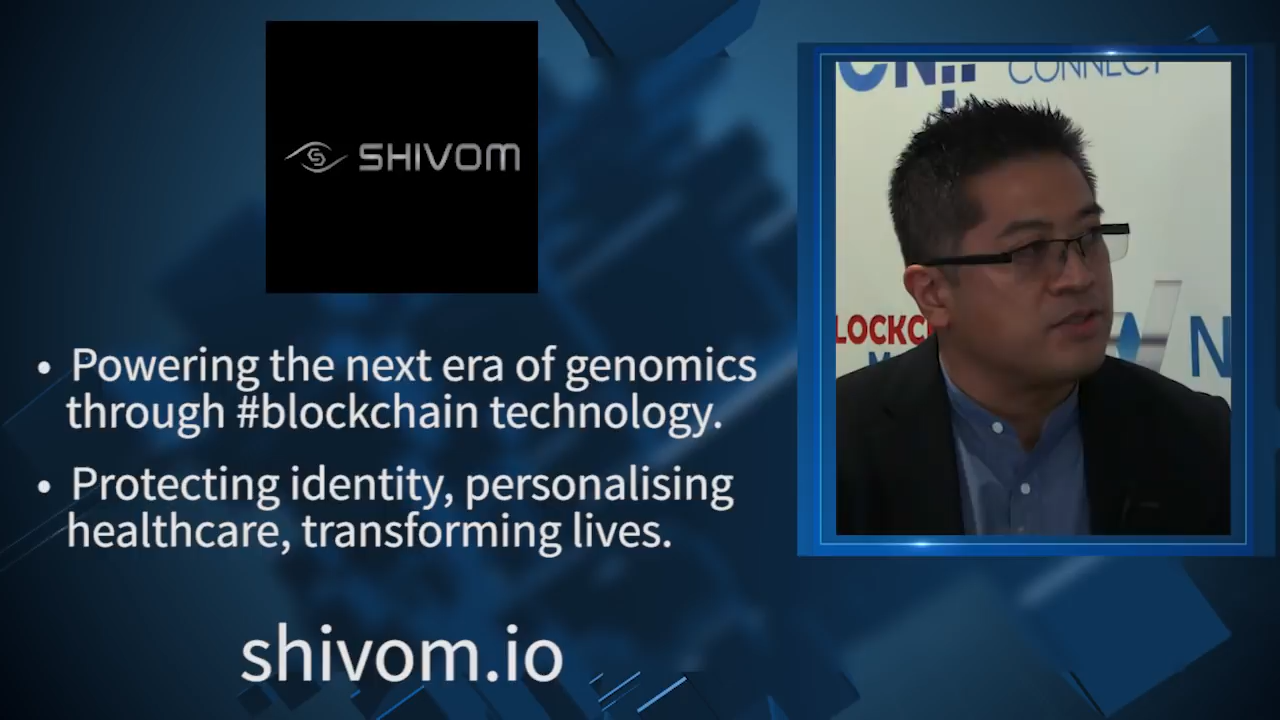 SHIVOM
• Powering the next era of genomics
through #blockchain technology.
• Protecting identity, personalising
healthcare, transforming lives.
shivom.io
CONNECT